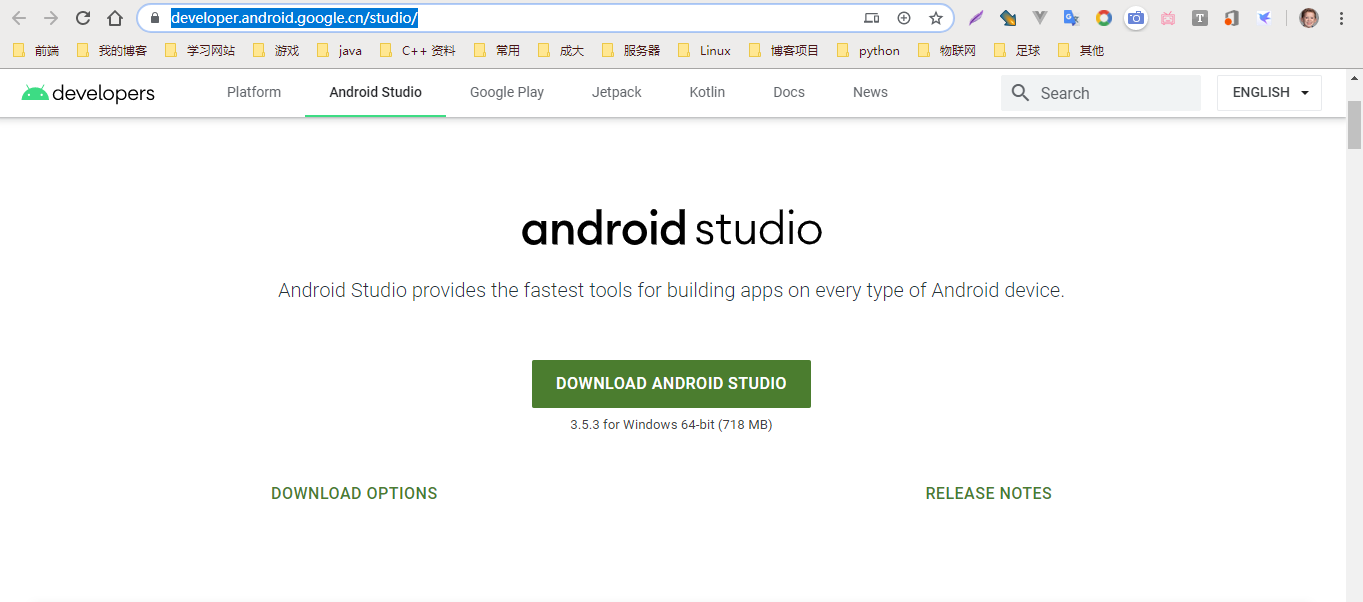 developer.android.google.cn/studio/
前端 我的博客 学习网站 游戏 java C++ 资料 常用 成大 服务器 Linux 博客项目 python 物联网 足球 其他
developers Platform Android Studio Google Play Jetpack Kotlin Docs News Search ENGLISH
android studio
Android Studio provides the fastest tools for building apps on every type of Android device.
DOWNLOAD ANDROID STUDIO
3.5.3 for Windows 64-bit (718 MB)
DOWNLOAD OPTIONS RELEASE NOTES